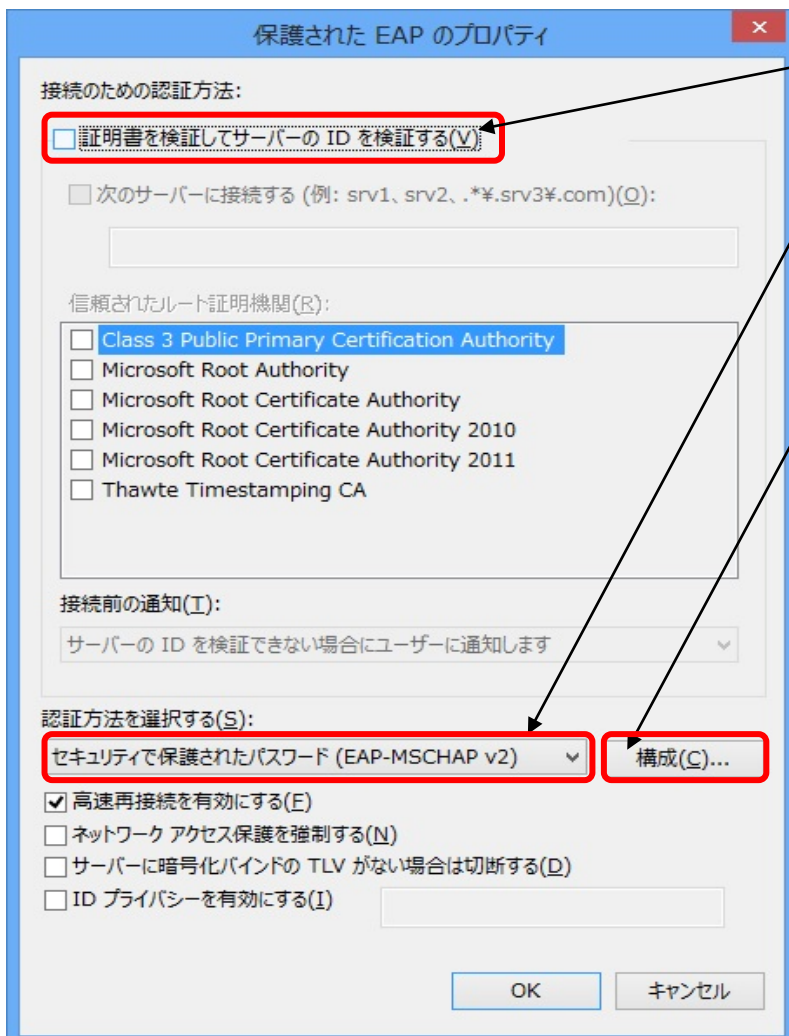 保護された EAP のプロパティ
接続のための認証方法:
証明書を検証してサーバーの ID を検証する(V)
次のサーバーに接続する (例: srv1、srv2、.*¥.srv3¥.com)(O):
信頼されたルート証明機関(R):
Class 3 Public Primary Certification Authority
Microsoft Root Authority
Microsoft Root Certificate Authority
Microsoft Root Certificate Authority 2010
Microsoft Root Certificate Authority 2011
Thawte Timestamping CA
接続前の通知(T):
サーバーの ID を検証できない場合にユーザーに通知します
認証方法を選択する(S):
セキュリティで保護されたパスワード (EAP-MSCHAP v2)
構成(C)...
高速再接続を有効にする(F)
ネットワーク アクセス保護を強制する(N)
サーバーに暗号化バインドの TLV がない場合は切断する(D)
ID プライバシーを有効にする(I)
OK
キャンセル